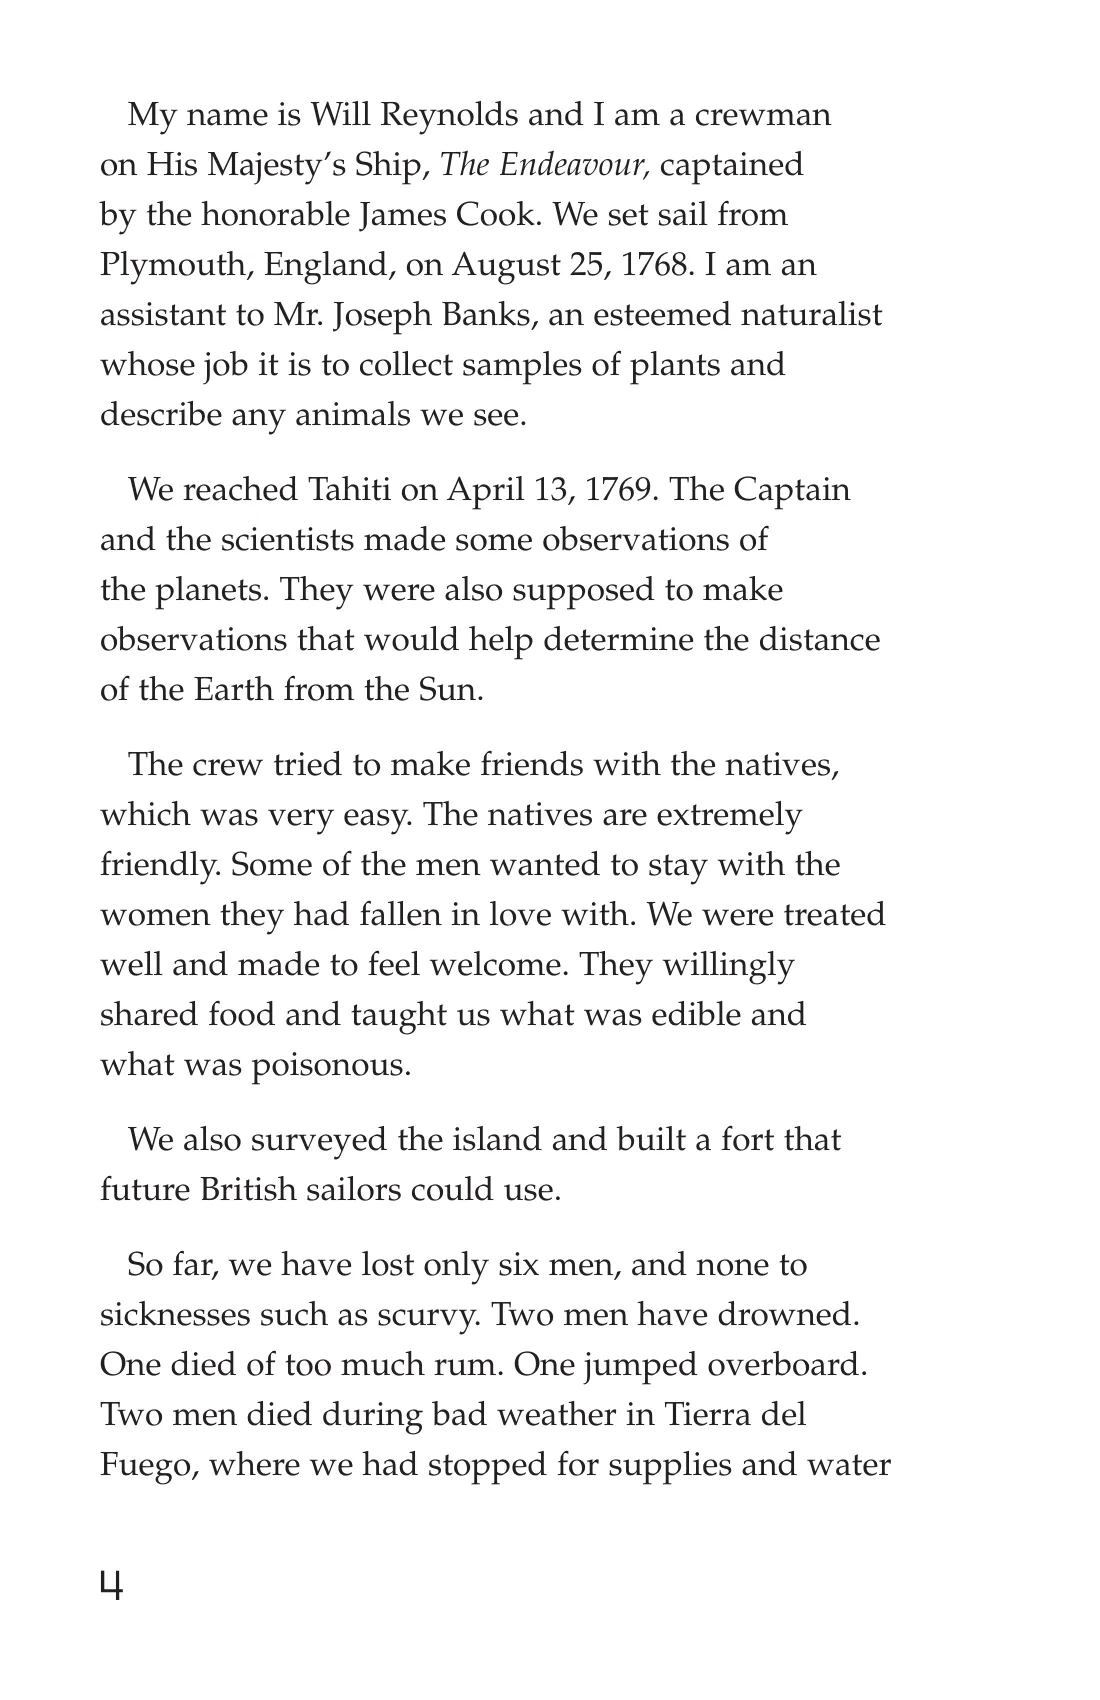 My name is Will Reynolds and I am a crewman
on His Majesty’s Ship, The Endeavour, captained
by the honorable James Cook. We set sail from
Plymouth, England, on August 25, 1768. I am an
assistant to Mr. Joseph Banks, an esteemed naturalist
whose job it is to collect samples of plants and
describe any animals we see.
We reached Tahiti on April 13, 1769. The Captain
and the scientists made some observations of
the planets. They were also supposed to make
observations that would help determine the distance
of the Earth from the Sun.
The crew tried to make friends with the natives,
which was very easy. The natives are extremely
friendly. Some of the men wanted to stay with the
women they had fallen in love with. We were treated
well and made to feel welcome. They willingly
shared food and taught us what was edible and
what was poisonous.
We also surveyed the island and built a fort that
future British sailors could use.
So far, we have lost only six men, and none to
sicknesses such as scurvy. Two men have drowned.
One died of too much rum. One jumped overboard.
Two men died during bad weather in Tierra del
Fuego, where we had stopped for supplies and water
4